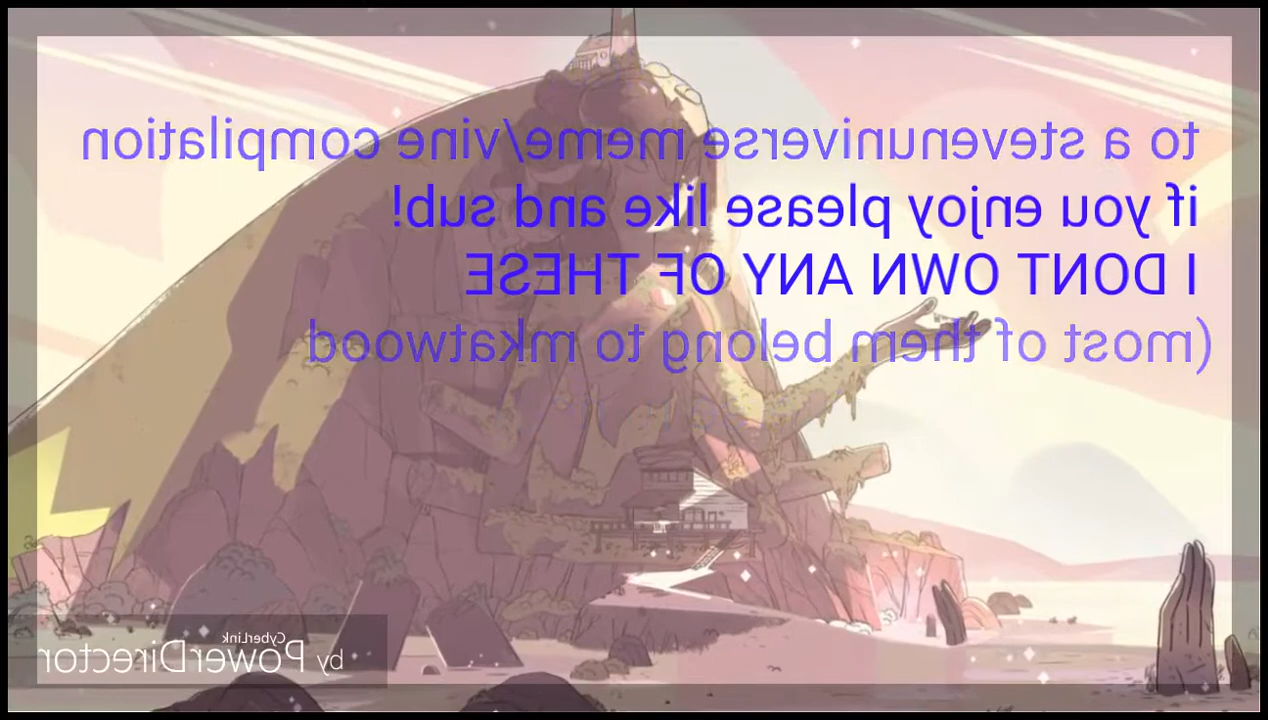 to a stevenuniverse meme/vine compilation
if you enjoy please like and sub!
I DONT OWN ANY OF THESE
(most of them belong to mkatwood
by CyberLink PowerDirector